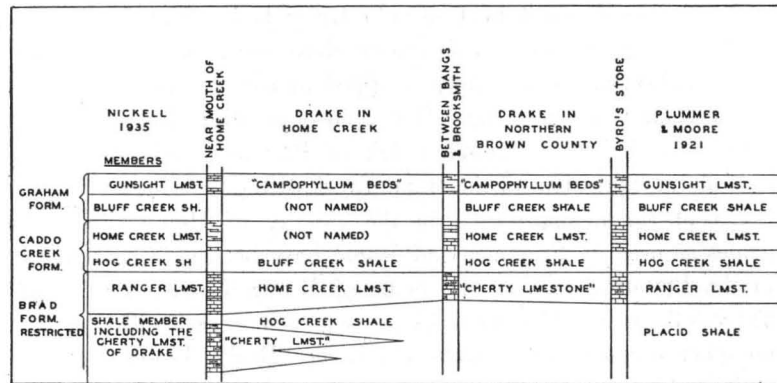 NICKELL
1935
MEMBERS
NEAR MOUTH OF
HOME CREEK
DRAKE IN
HOME CREEK
BETWEEN BANGS
& BROOKSMITH
DRAKE IN
NORTHERN
BROWN COUNTY
BYRD'S STORE
PLUMMER
& MOORE
1921
GRAHAM
FORM.
GUNSIGHT LMST.
"CAMPOPHYLLUM BEDS"
"CAMPOPHYLLUM BEDS"
GUNSIGHT LMST.
BLUFF CREEK SH.
(NOT NAMED)
BLUFF CREEK SHALE
BLUFF CREEK SHALE
CADDO
CREEK
FORM.
HOME CREEK LMST.
(NOT NAMED)
HOME CREEK LMST.
HOME CREEK LMST.
HOG CREEK SH
BLUFF CREEK SHALE
HOG CREEK SHALE
HOG CREEK SHALE
BRAD
FORM.
RESTRICTED
RANGER LMST.
HOME CREEK LMST.
"CHERTY LIMESTONE"
RANGER LMST.
SHALE MEMBER
INCLUDING THE
CHERTY LMST.
OF DRAKE
HOG CREEK SHALE
"CHERTY LMST."
PLACID SHALE